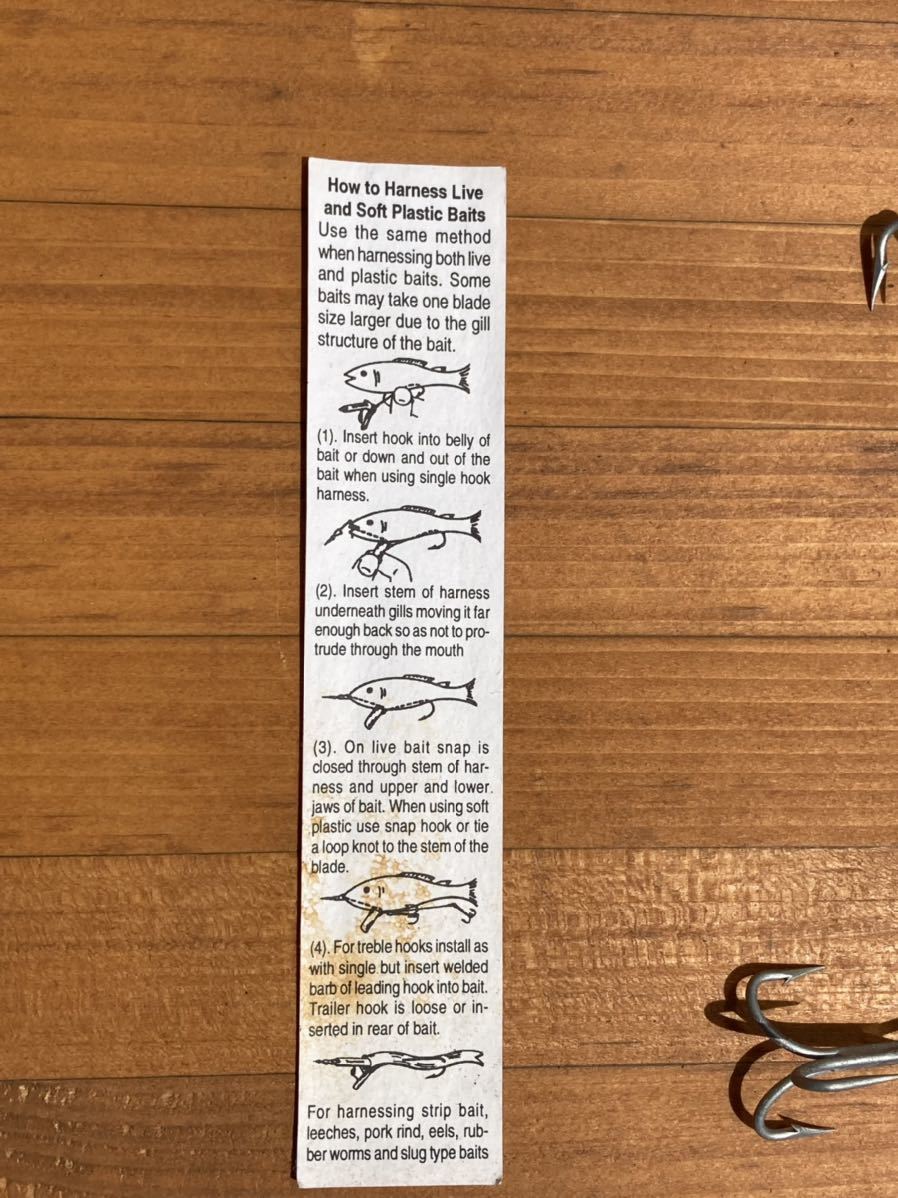 How to Harness Live
and Soft Plastic Baits
Use the same method
when harnessing both live
and plastic baits. Some
baits may take one blade
size larger due to the gill
structure of the bait.
(1). Insert hook into belly of
bait or down and out of the
bait when using single hook
harness.
(2). Insert stem of harness
underneath gills moving it far
enough back so as not to pro-
trude through the mouth
(3). On live bait snap is
closed through stem of har-
ness and upper and lower.
jaws of bait. When using soft
plastic use snap hook or tie
a loop knot to the stem of the
blade.
(4). For treble hooks install as
with single but insert welded
barb of leading hook into bait.
Trailer hook is loose or in-
serted in rear of bait.
For harnessing strip bait,
leeches, pork rind, eels, rub-
ber worms and slug type baits